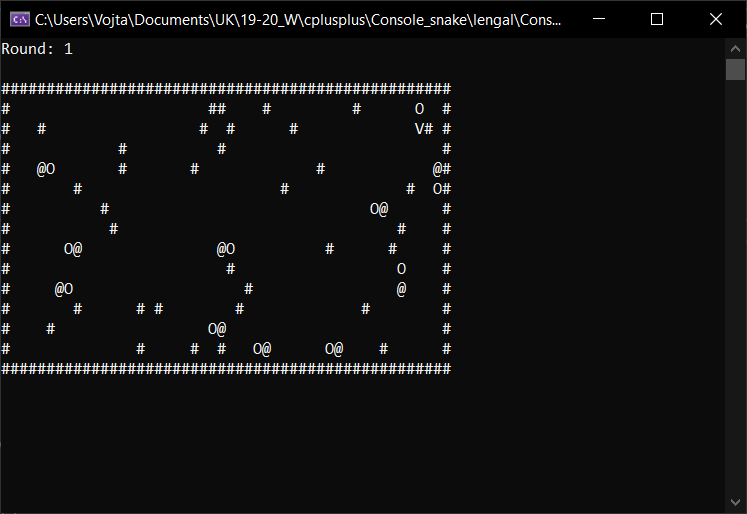 C:\Users\Vojta\Documents\UK\19-20_W\cplusplus\Console_snake\lengal\Cons...
Round: 1
##################################################
#                      ##    #         #      O  #
#   #                 #  #      #             V# #
#            #          #                        #
#   @O       #       #             #            @#
#       #                      #             #  O#
#          #                             O@      #
#           #                               #    #
#      O@               @O          #      #     #
#                        #                  O    #
#     @O                   #                @    #
#       #      # #        #             #        #
#    #                 O@                        #
#              #     #  #   O@      O@    #      #
##################################################